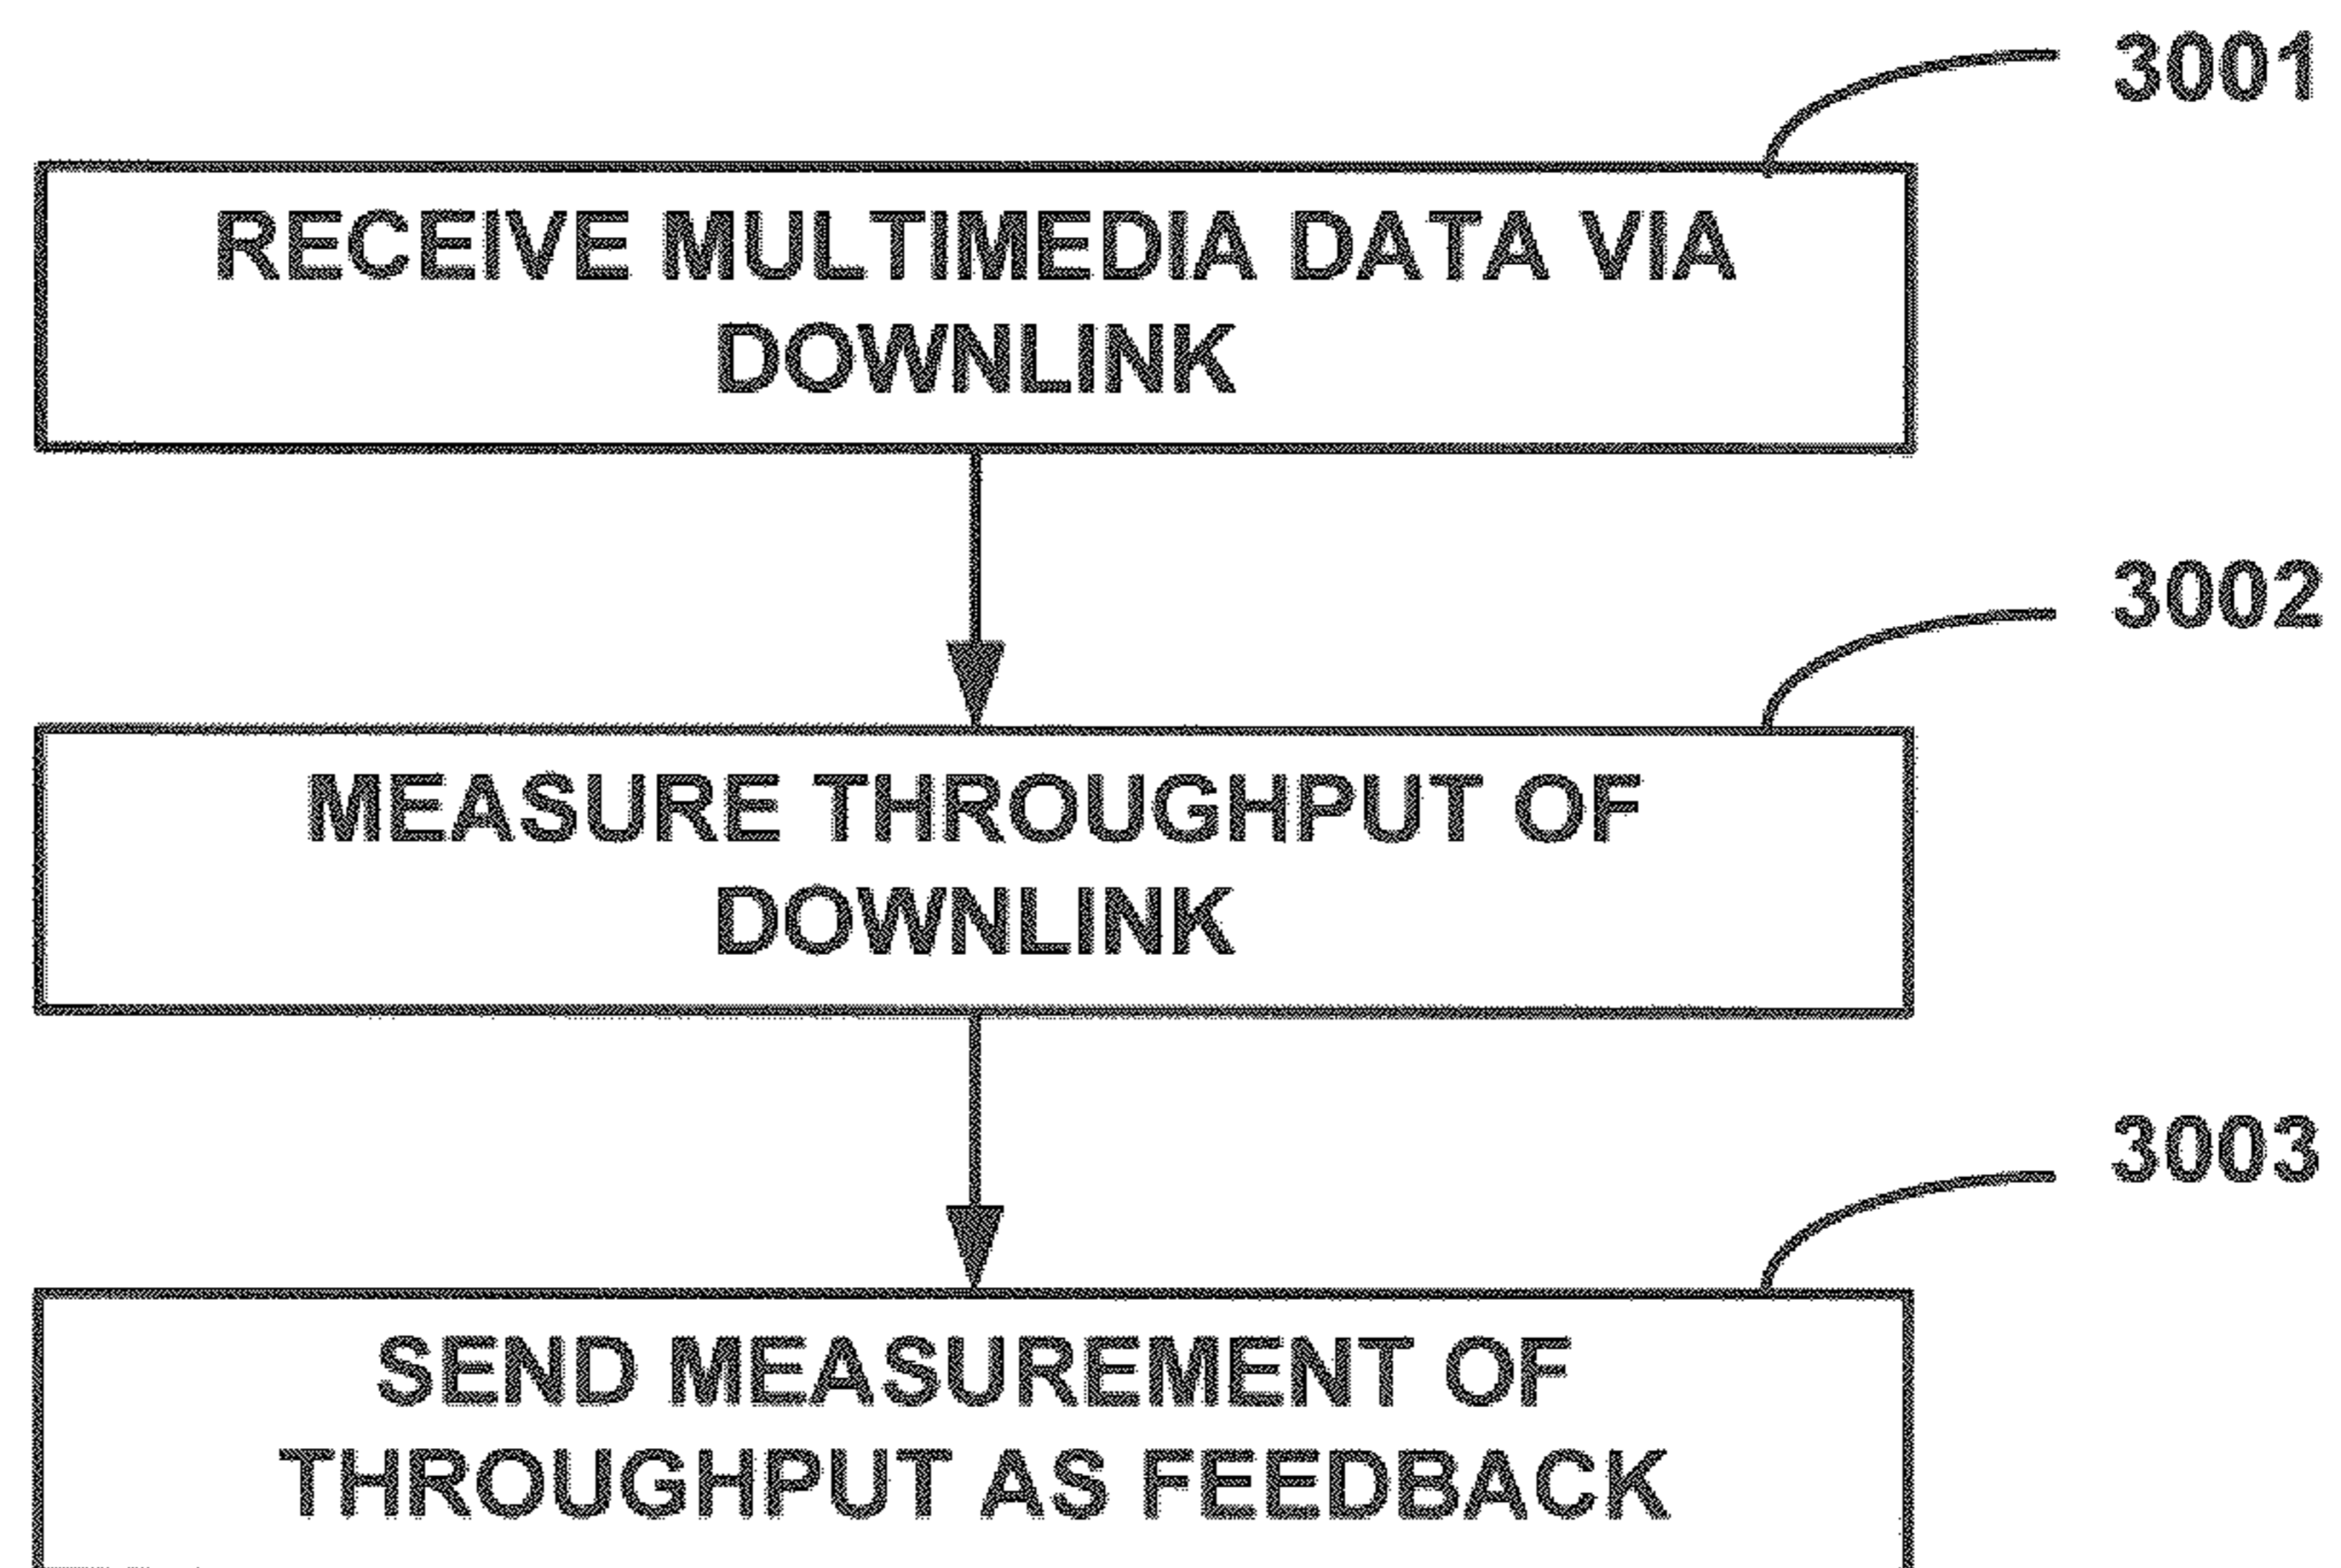 3001
RECEIVE MULTIMEDIA DATA VIA
DOWNLINK
3002
MEASURE THROUGHPUT OF
DOWNLINK
3003
SEND MEASUREMENT OF
THROUGHPUT AS FEEDBACK